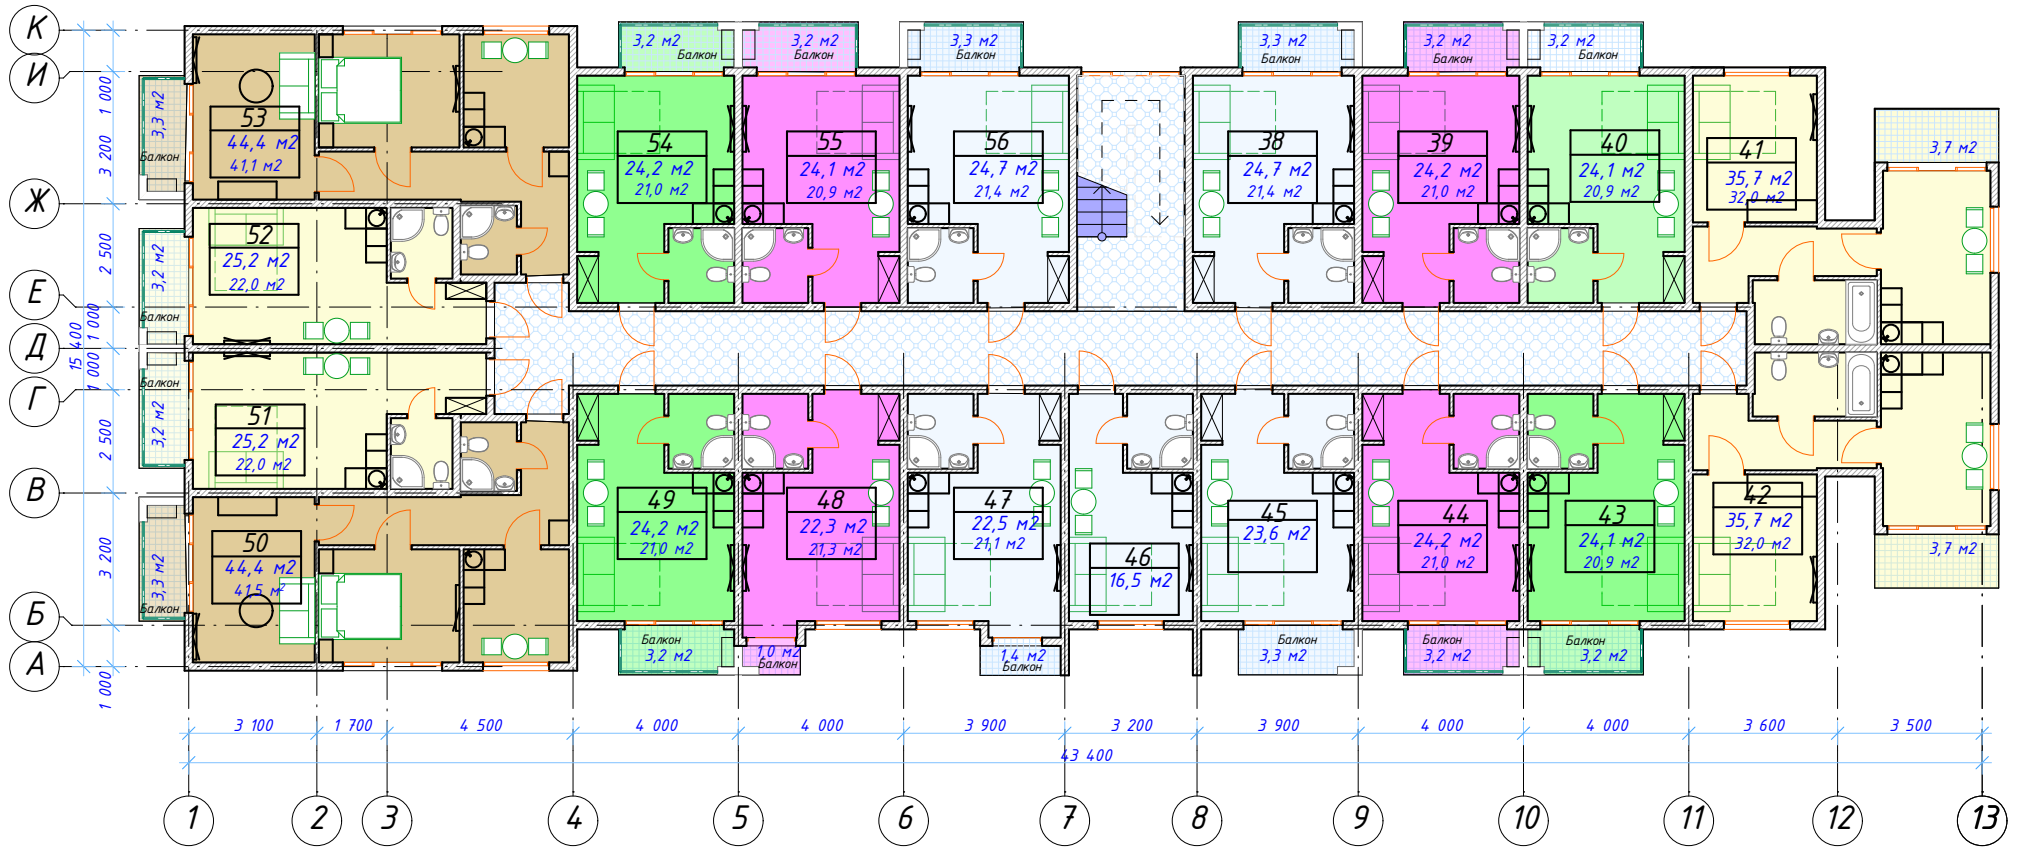 К
И
Ж
Е
Д
Г
В
Б
А
1 000
3 200
2 500
1 000
15 400
1 000
2 500
3 200
1 000
3,2 м2
Балкон
3,2 м2
Балкон
3,3 м2
Балкон
3,3 м2
Балкон
3,2 м2
Балкон
3,2 м2
Балкон
3,3 м2
Балкон
53
44,4 м2
41,1 м2
54
24,2 м2
21,0 м2
55
24,1 м2
20,9 м2
56
24,7 м2
21,4 м2
38
24,7 м2
21,4 м2
39
24,2 м2
21,0 м2
40
24,1 м2
20,9 м2
41
35,7 м2
32,0 м2
3,7 м2
3,2 м2
Балкон
52
25,2 м2
22,0 м2
Балкон
3,2 м2
51
25,2 м2
22,0 м2
3,3 м2
Балкон
50
44,4 м2
41,5 м²
49
24,2 м2
21,0 м2
48
22,3 м2
21,3 м2
47
22,5 м2
21,1 м2
46
16,5 м2
45
23,6 м2
44
24,2 м2
21,0 м2
43
24,1 м2
20,9 м2
42
35,7 м2
32,0 м2
3,7 м2
Балкон
3,2 м2
1,0 м2
Балкон
1,4 м2
Балкон
Балкон
3,3 м2
Балкон
3,2 м2
Балкон
3,2 м2
3 100
1 700
4 500
4 000
4 000
3 900
3 200
3 900
4 000
4 000
3 600
3 500
43 400
1
2
3
4
5
6
7
8
9
10
11
12
13